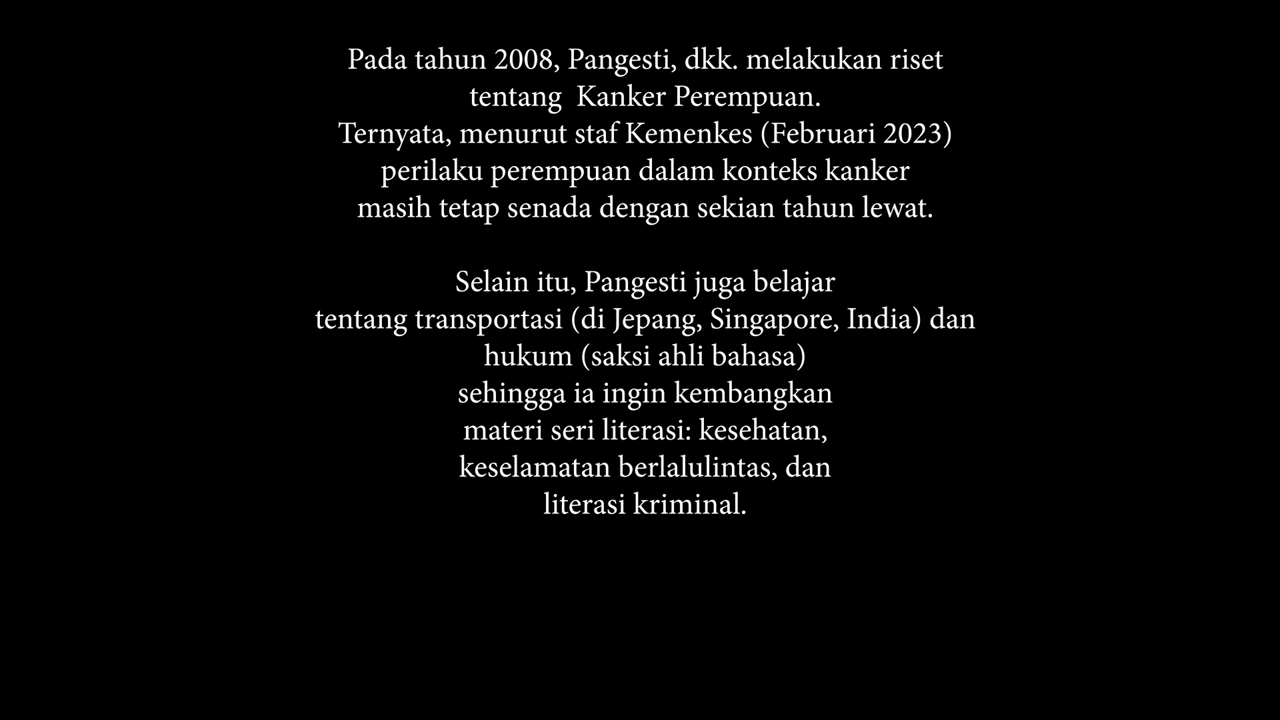 Pada tahun 2008, Pangesti, dkk. melakukan riset
tentang  Kanker Perempuan.
Ternyata, menurut staf Kemenkes (Februari 2023)
perilaku perempuan dalam konteks kanker
masih tetap senada dengan sekian tahun lewat.

Selain itu, Pangesti juga belajar
tentang transportasi (di Jepang, Singapore, India) dan
hukum (saksi ahli bahasa)
sehingga ia ingin kembangkan
materi seri literasi: kesehatan,
keselamatan berlalulintas, dan
literasi kriminal.